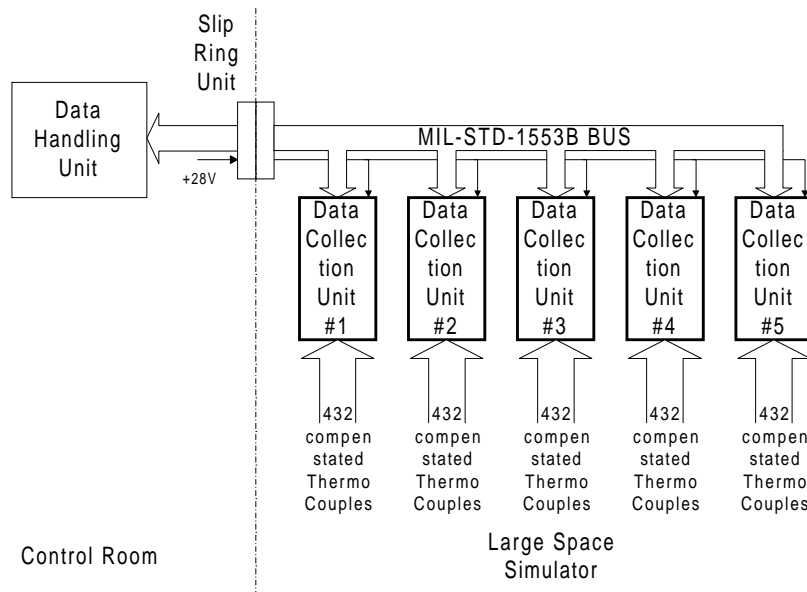 Slip
Ring
Unit
Data
Handling
Unit
+28V
MIL-STD-1553B BUS
Data
Collec
tion
Unit
#1
Data
Collec
tion
Unit
#2
Data
Collec
tion
Unit
#3
Data
Collec
tion
Unit
#4
Data
Collec
tion
Unit
#5
432
compen
stated
Thermo
Couples
432
compen
stated
Thermo
Couples
432
compen
stated
Thermo
Couples
432
compen
stated
Thermo
Couples
432
compen
stated
Thermo
Couples
Control Room
Large Space
Simulator